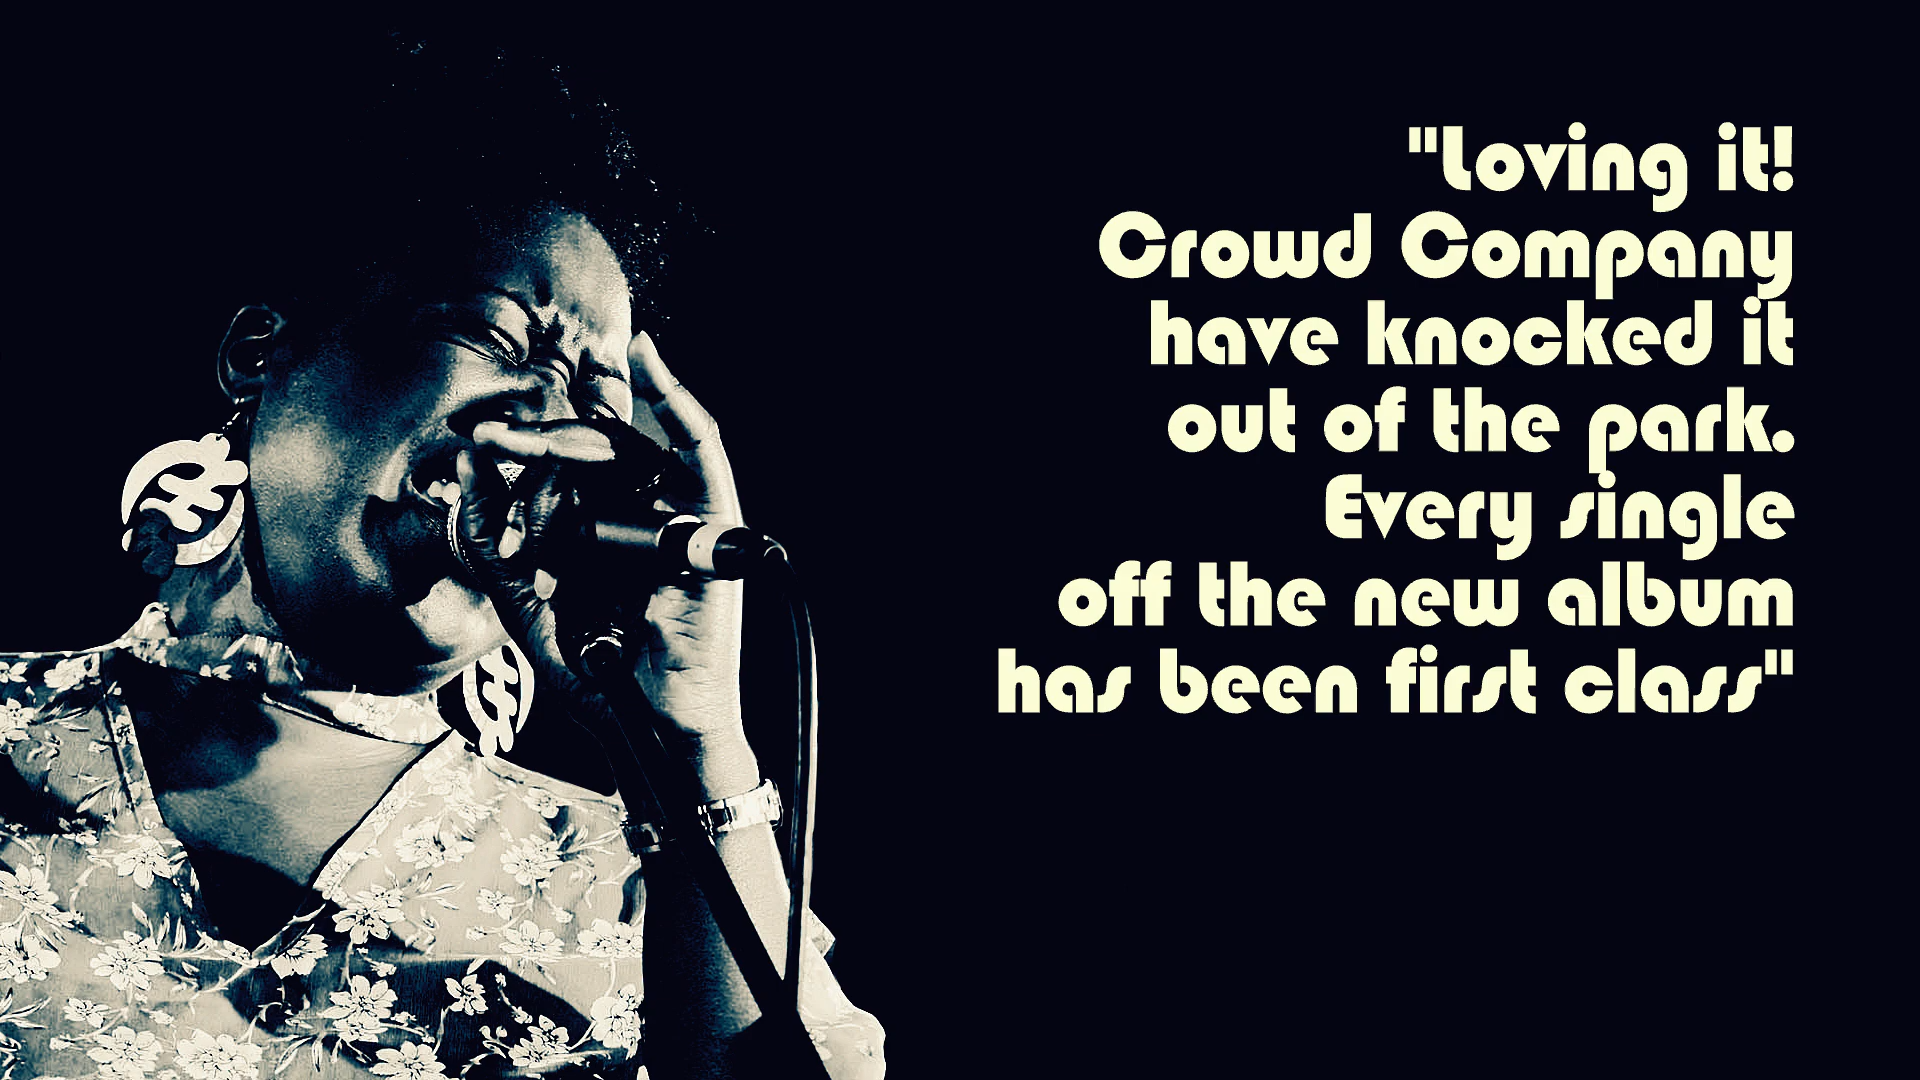 "Loving it!
Crowd Company
have knocked it
out of the park.
Every single
off the new album
has been first class"